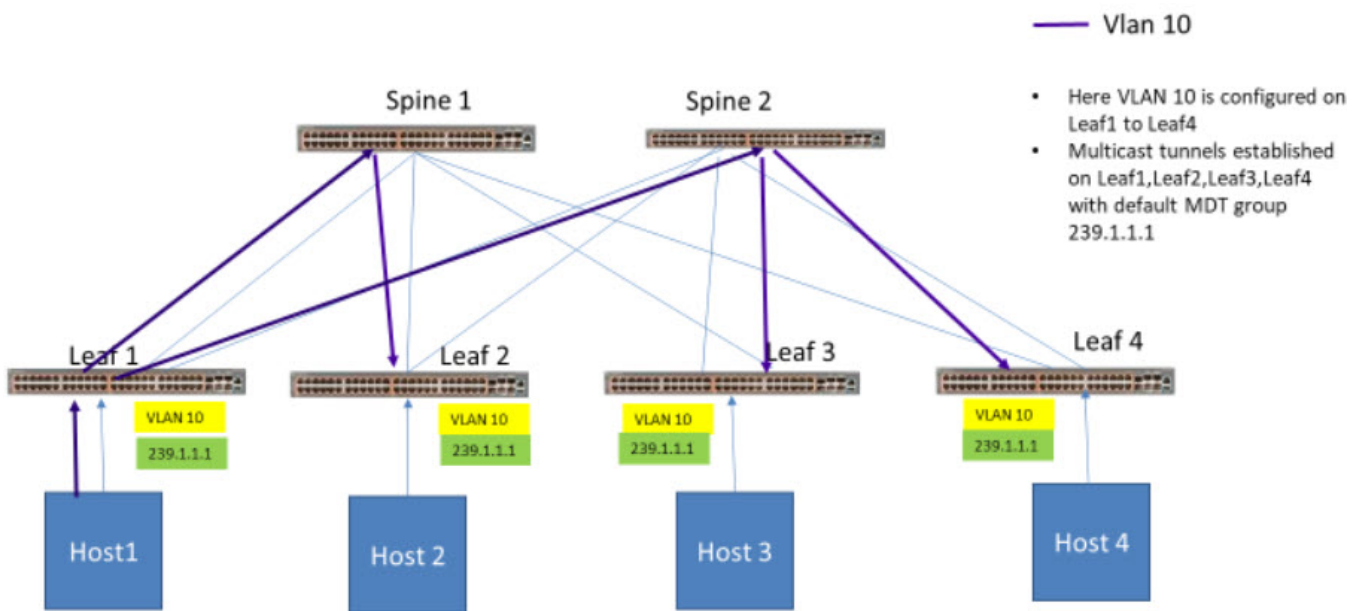 Vlan 10
Spine 1
Spine 2
• Here VLAN 10 is configured on
Leaf1 to Leaf4
• Multicast tunnels established
on Leaf1,Leaf2,Leaf3,Leaf4
with default MDT group
239.1.1.1
Leaf 1
Leaf 2
Leaf 3
Leaf 4
VLAN 10
239.1.1.1
VLAN 10
239.1.1.1
VLAN 10
239.1.1.1
VLAN 10
239.1.1.1
Host1
Host 2
Host 3
Host 4